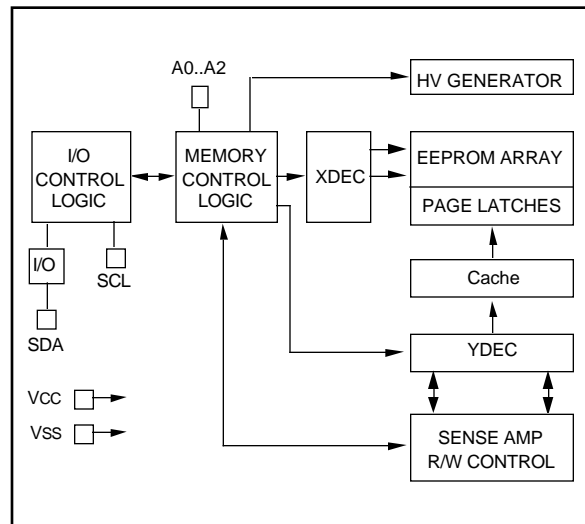 A0..A2
HV GENERATOR
I/O
CONTROL
LOGIC
MEMORY
CONTROL
LOGIC
XDEC
EEPROM ARRAY
PAGE LATCHES
I/O
SCL
SDA
Cache
YDEC
VCC
VSS
SENSE AMP
R/W CONTROL